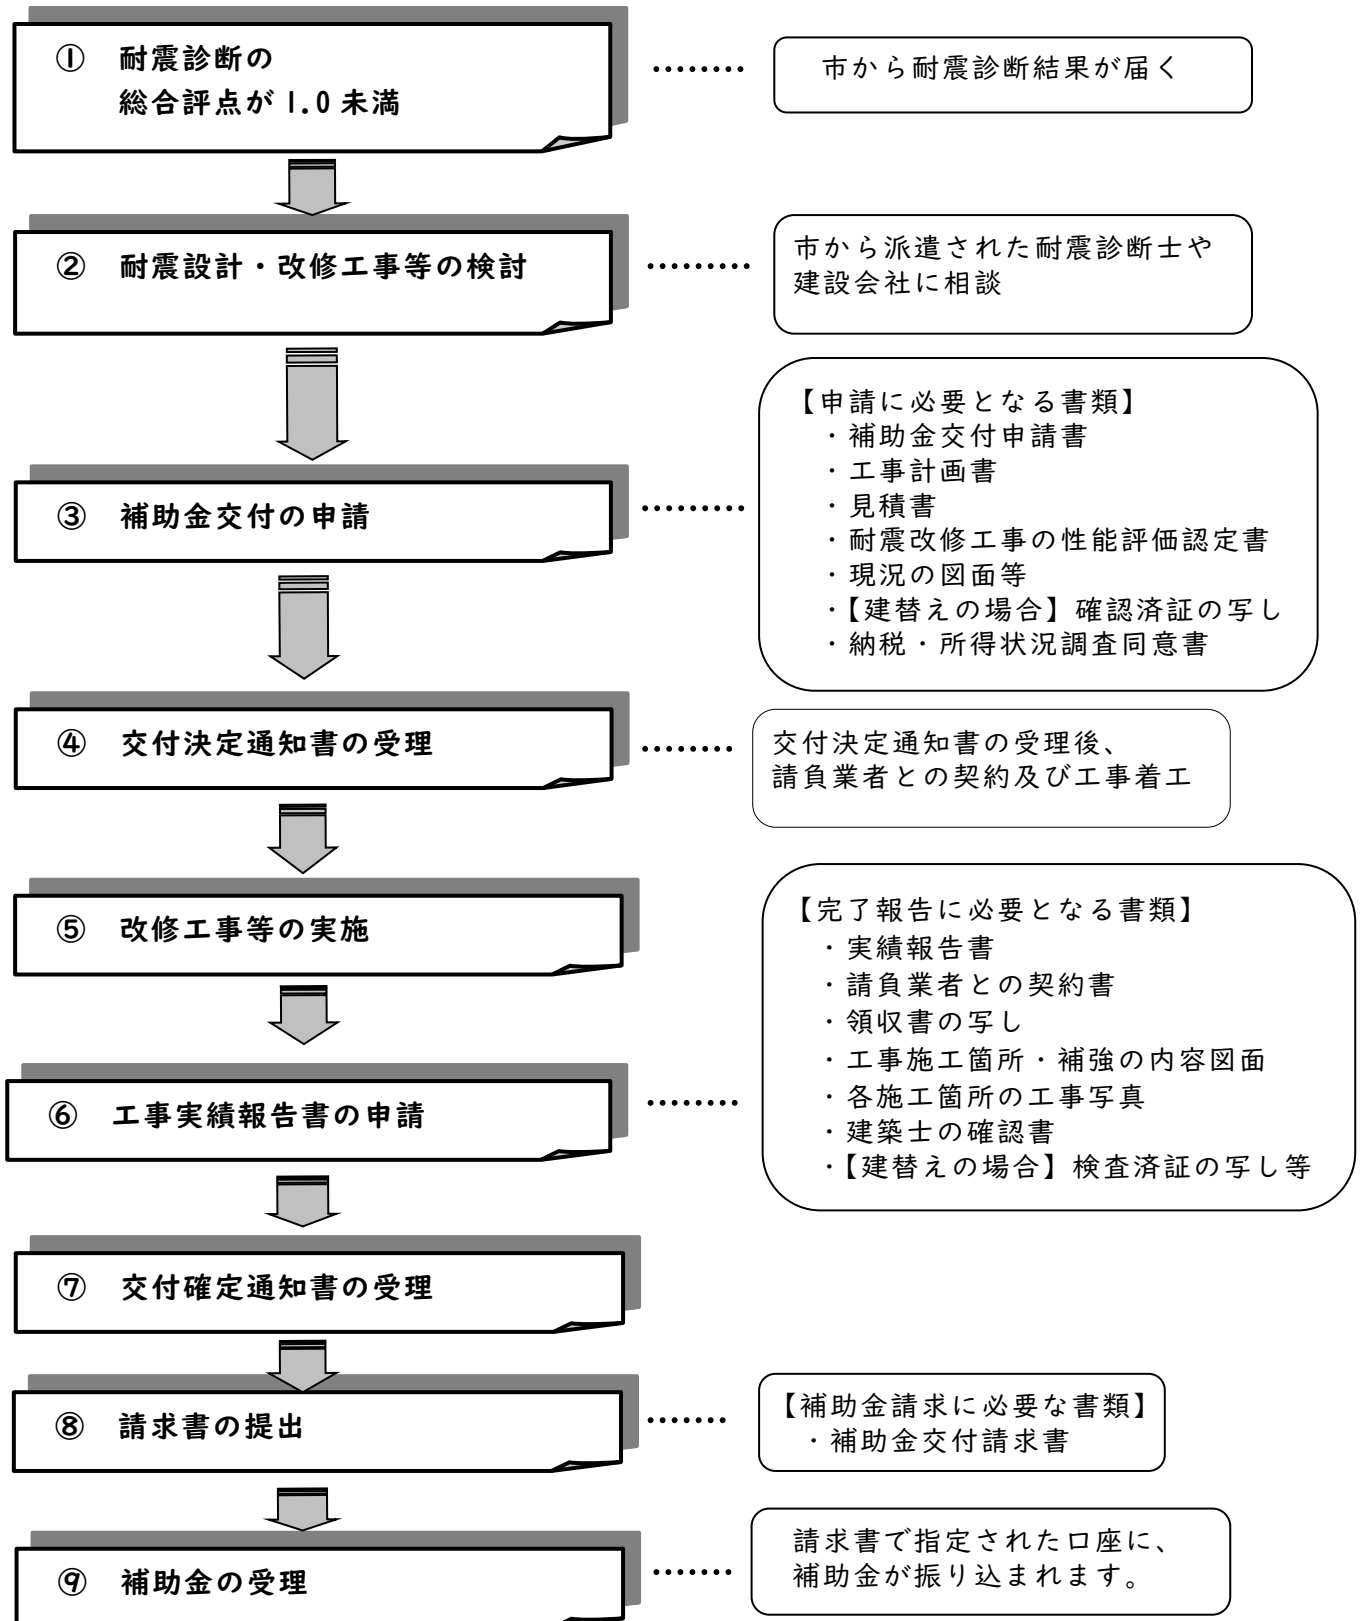 ① 耐震診断の
総合評点が1.0未満
‥‥‥‥
市から耐震診断結果が届く
② 耐震設計・改修工事等の検討
‥‥‥‥‥
市から派遣された耐震診断士や
建設会社に相談
③ 補助金交付の申請
‥‥‥‥‥
【申請に必要となる書類】
・補助金交付申請書
・工事計画書
・見積書
・耐震改修工事の性能評価認定書
・現況の図面等
・【建替えの場合】確認済証の写し
・納税・所得状況調査同意書
④ 交付決定通知書の受理
‥‥‥‥
交付決定通知書の受理後、
請負業者との契約及び工事着工
⑤ 改修工事等の実施
⑥ 工事実績報告書の申請
‥‥‥‥
【完了報告に必要となる書類】
・実績報告書
・請負業者との契約書
・領収書の写し
・工事施工箇所・補強の内容図面
・各施工箇所の工事写真
・建築士の確認書
・【建替えの場合】検査済証の写し等
⑦ 交付確定通知書の受理
⑧ 請求書の提出
‥‥‥‥
【補助金請求に必要な書類】
・補助金交付請求書
⑨ 補助金の受理
‥‥‥‥
請求書で指定された口座に、
補助金が振り込まれます。